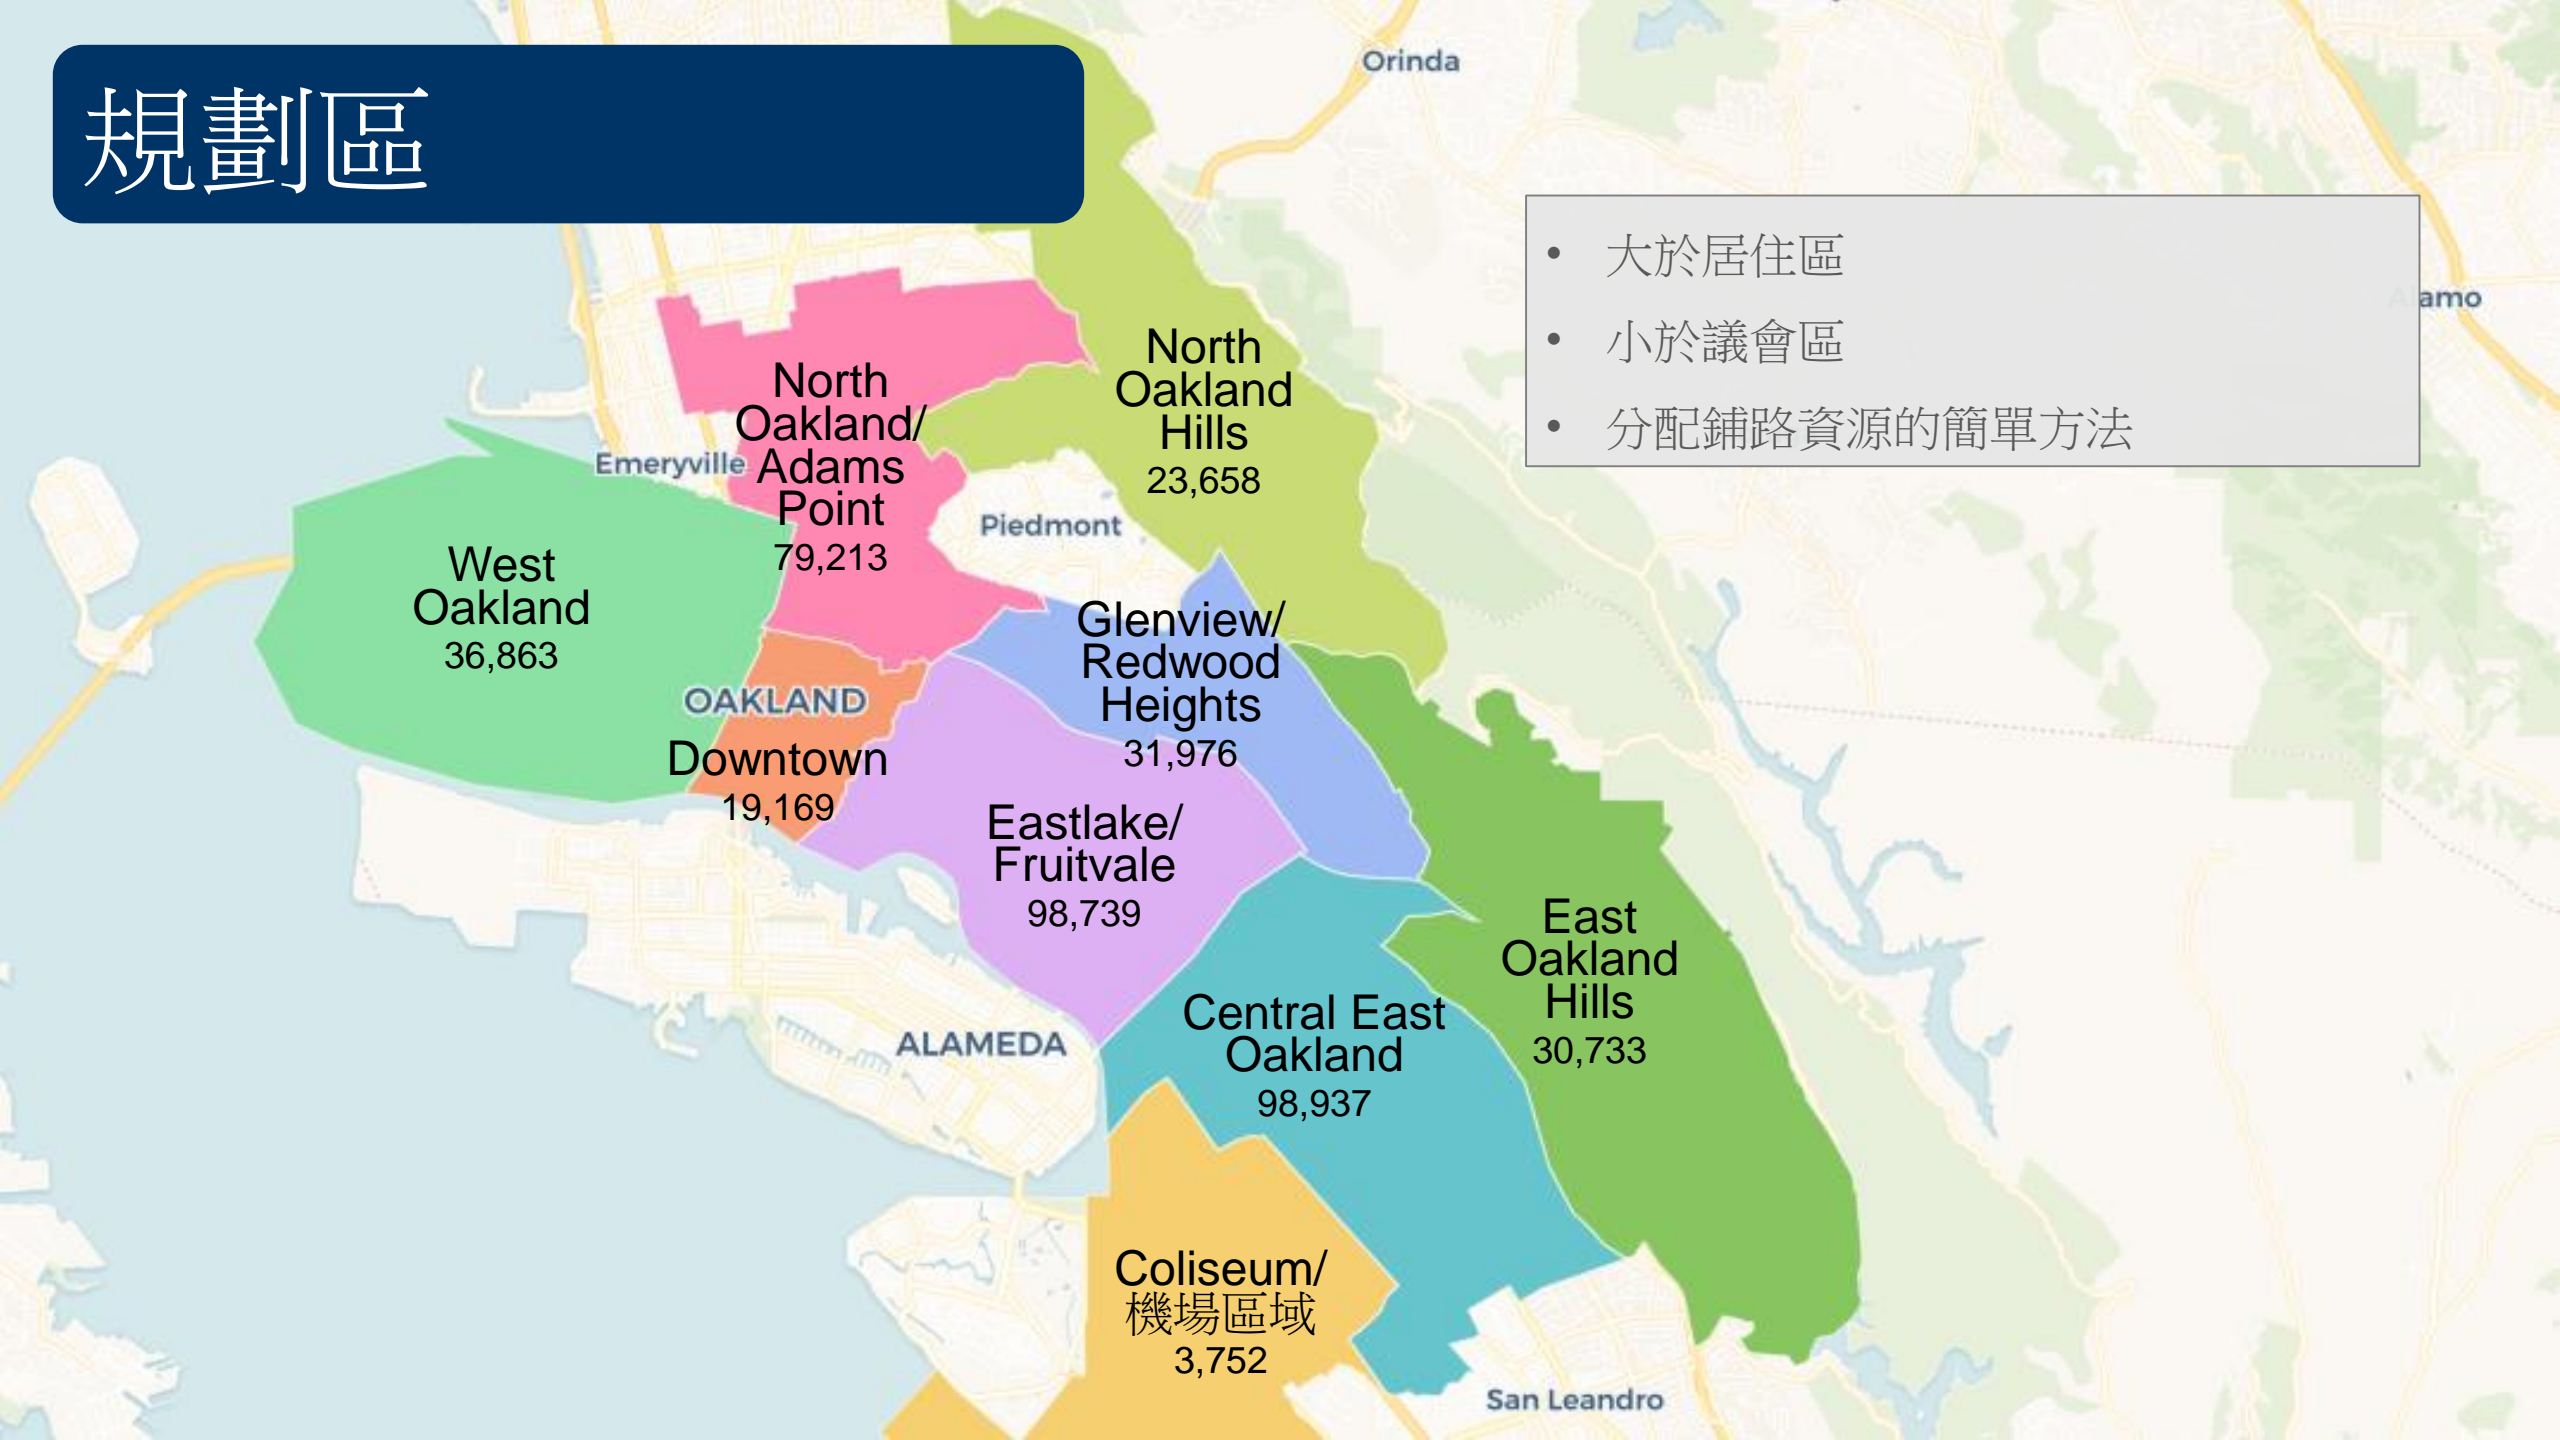 規劃區
Orinda
• 大於居住區
• 小於議會區
• 分配鋪路資源的簡單方法
amo
North
Oakland
Hills
23,658
North
Oakland/
Adams
Point
79,213
Emeryville
Piedmont
West
Oakland
36,863
Glenview/
Redwood
Heights
31,976
OAKLAND
Downtown
19,169
Eastlake/
Fruitvale
98,739
East
Oakland
Hills
30,733
Central East
Oakland
98,937
ALAMEDA
Coliseum/
機場區域
3,752
San Leandro